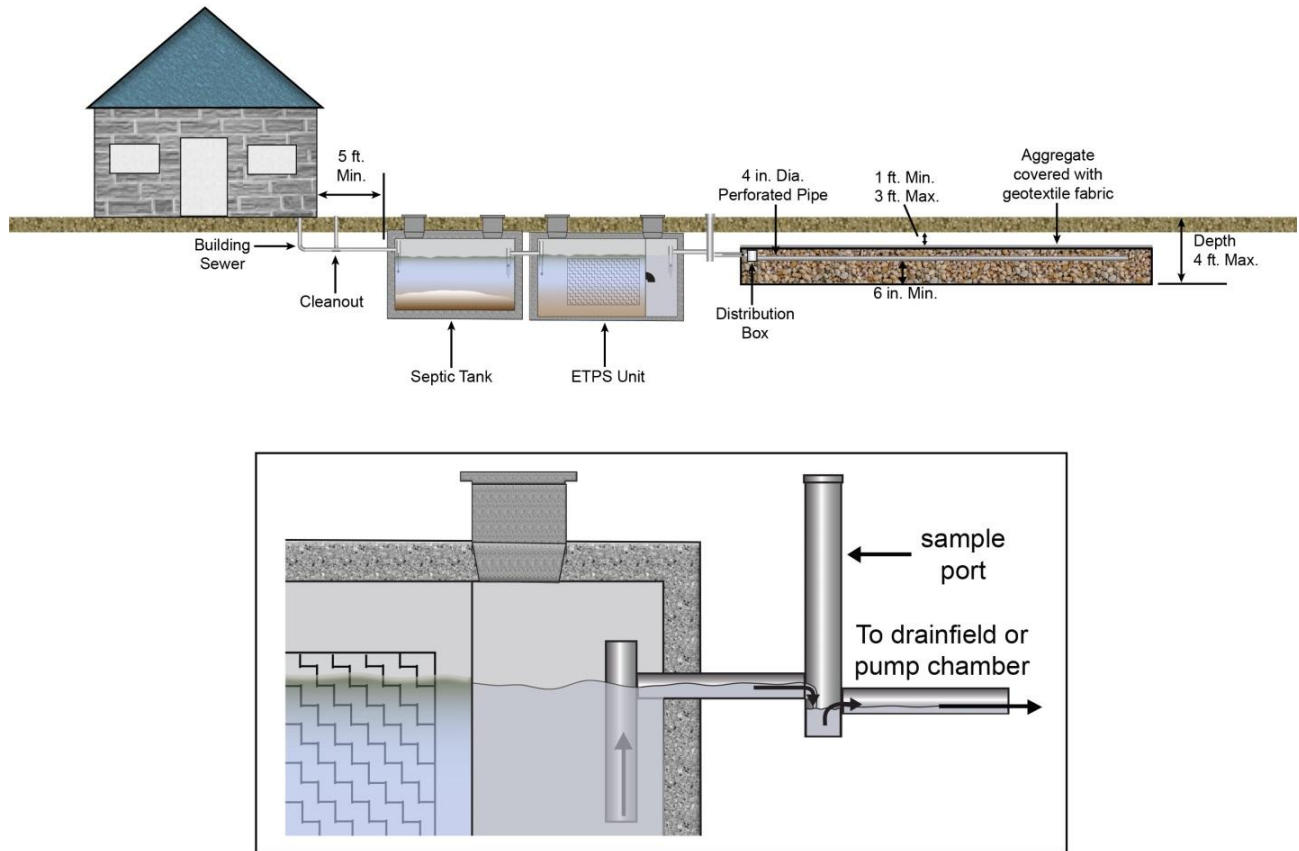 5 ft.
Min.
Building
Sewer
Cleanout
Septic Tank
ETPS Unit
4 in. Dia.
Perforated Pipe
1 ft. Min.
3 ft. Max.
Aggregate
covered with
geotextile fabric
Depth
4 ft. Max.
6 in. Min.
Distribution
Box
sample
port
To drainfield or
pump chamber